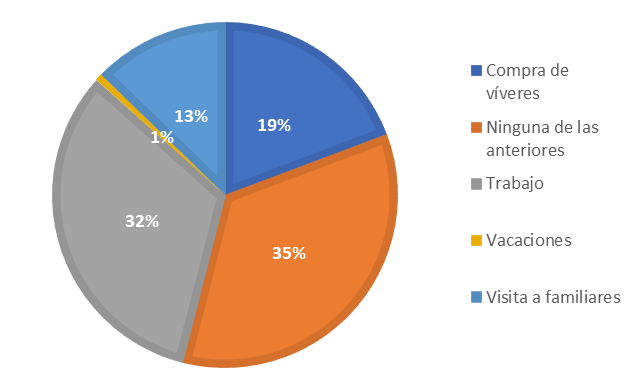 19%
35%
32%
1%
13%
Compra de
víveres
Ninguna de las
anteriores
Trabajo
Vacaciones
Visita a familiares